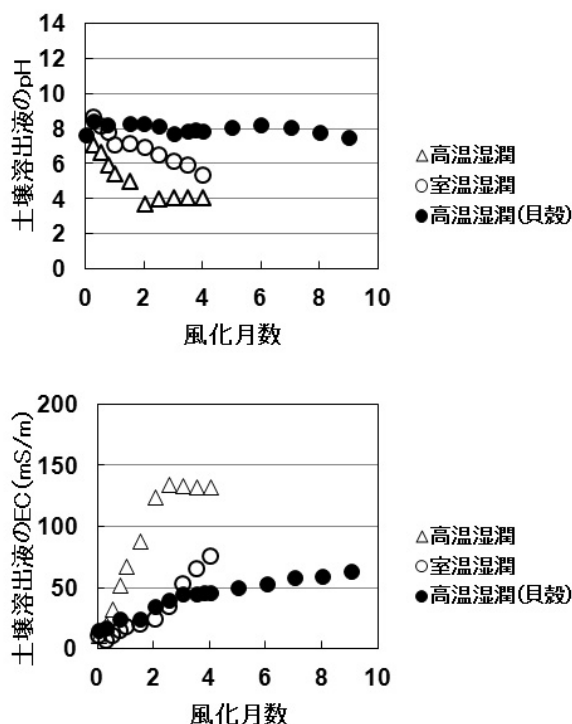 14
12
10
8
6
4
2
0
0 2 4 6 8 10
土壌溶出液のpH
風化月数
△高温湿潤
○室温湿潤
●高温湿潤(貝殻)
200
150
100
50
0
0 2 4 6 8 10
土壌溶出液のEC(mS/m)
風化月数
△高温湿潤
○室温湿潤
●高温湿潤(貝殻)